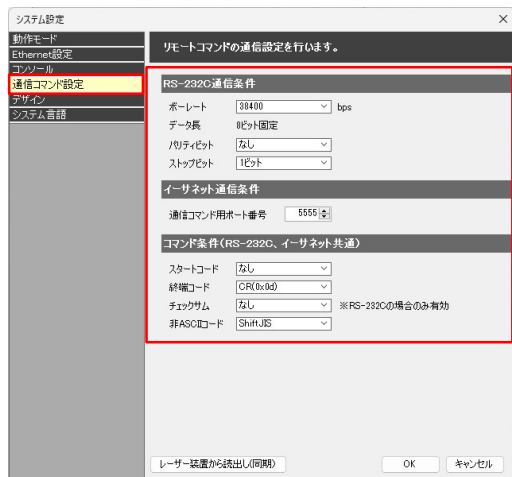 システム設定
動作モード
Ethernet設定
コンソール
通信コマンド設定
デザイン
システム言語
リモートコマンドの通信設定を行います。
RS-232C通信条件
ボーレート 38400 bps
データ長 8ビット固定
パリティビット なし
ストップビット 1ビット
イーサネット通信条件
通信コマンド用ポート番号 5555
コマンド条件(RS-232C、イーサネット共通)
スタートコード なし
終端コード CR(0x0d)
チェックサム なし ※RS-232Cの場合のみ有効
非ASCIIコード ShiftJIS
レーザー装置から読出し(同期) OK キャンセル